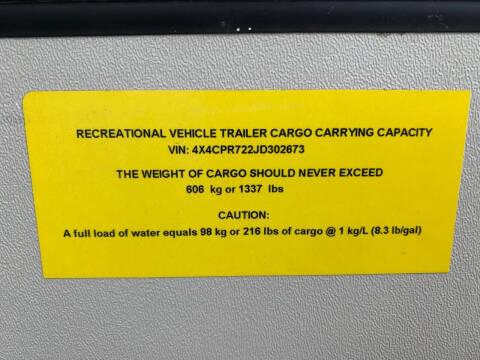 RECREATIONAL VEHICLE TRAILER CARGO CARRYING CAPACITY
VIN: 4X4CPR722JD302673
THE WEIGHT OF CARGO SHOULD NEVER EXCEED
606 kg or 1337 lbs
CAUTION:
A full load of water equals 98 kg or 216 lbs of cargo @ 1 kg/L (8.3 lb/gal)